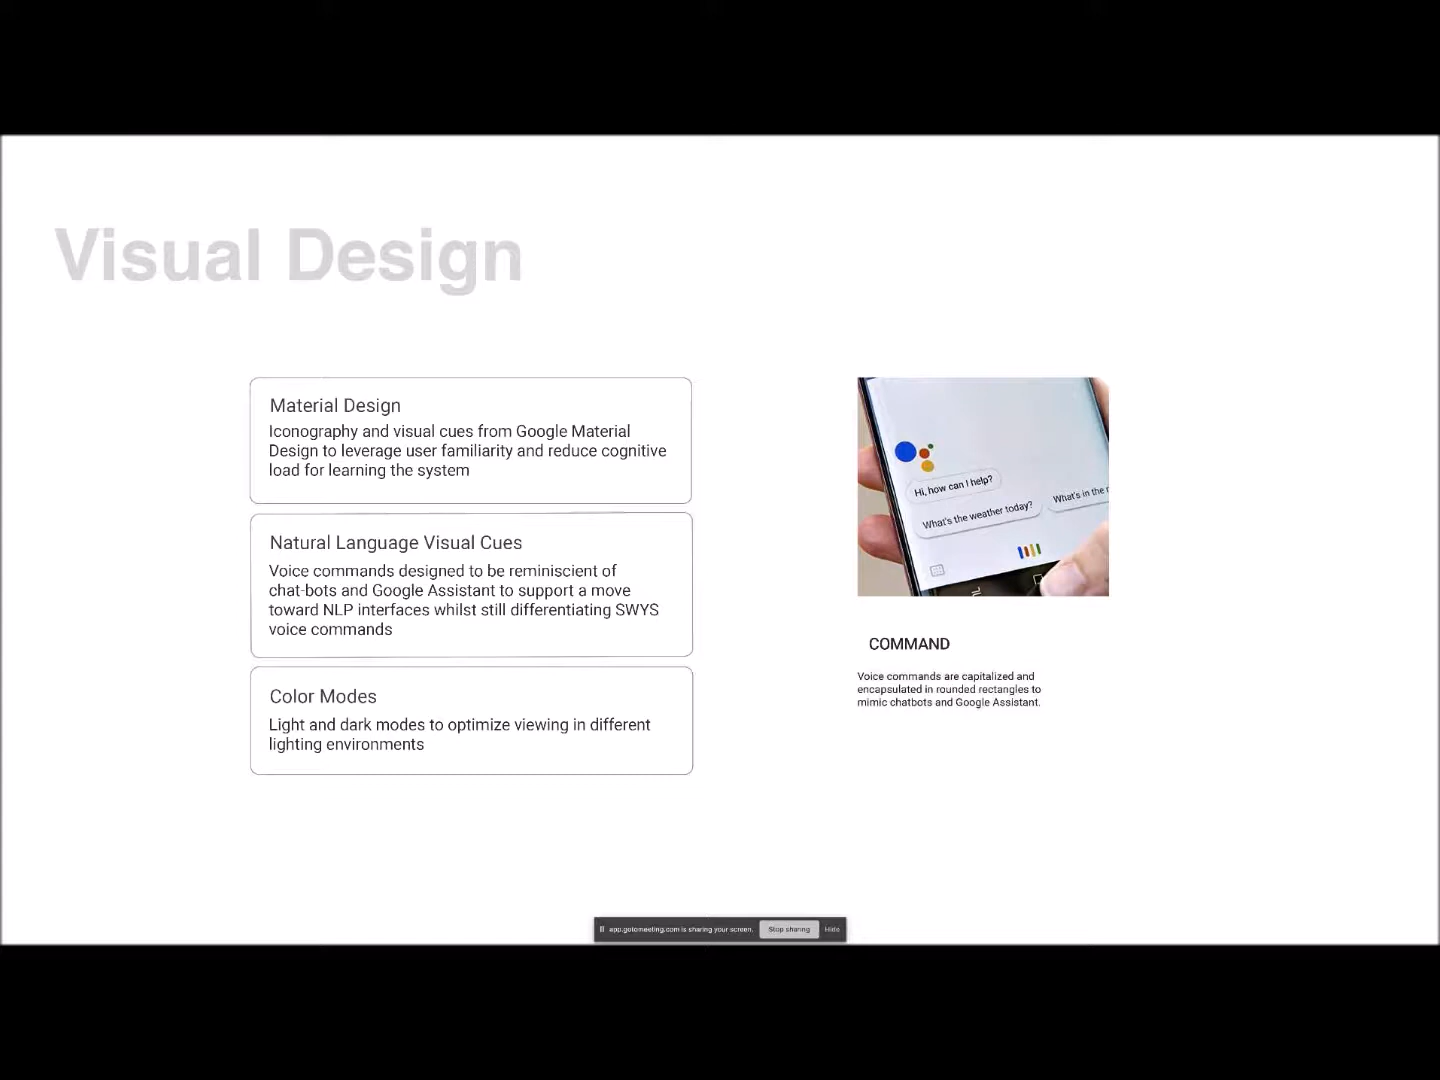 Visual Design
Material Design
Iconography and visual cues from Google Material
Design to leverage user familiarity and reduce cognitive
load for learning the system
Natural Language Visual Cues
Voice commands designed to be reminiscient of
chat-bots and Google Assistant to support a move
toward NLP interfaces whilst still differentiating SWYS
voice commands
Color Modes
Light and dark modes to optimize viewing in different
lighting environments
Hi, how can I help?
What's the weather today?
What's in the
COMMAND
Voice commands are capitalized and
encapsulated in rounded rectangles to
mimic chatbots and Google Assistant.
app.gotomeeting.com is sharing your screen.
Stop sharing
Hide